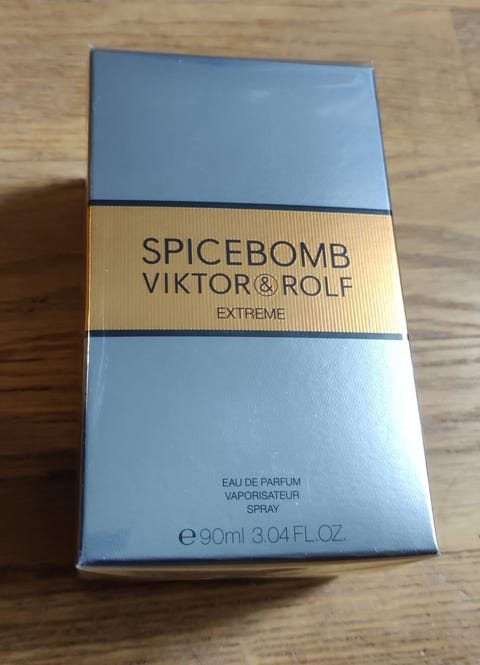 SPICEBOMB
VIKTOR&ROLF
EXTREME
EAU DE PARFUM
VAPORISATEUR
SPRAY
℮90ml 3.04 FL.OZ.